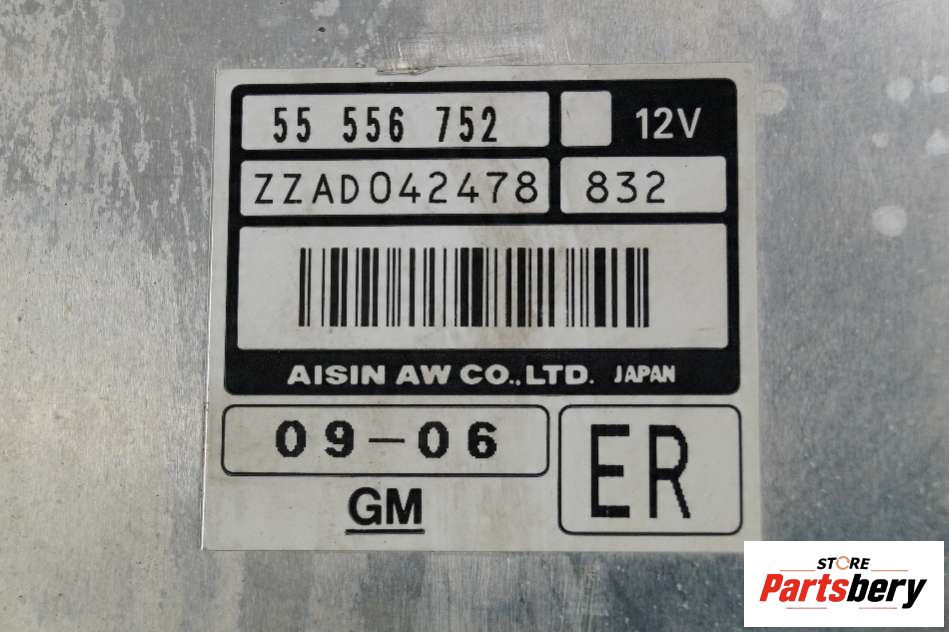 55 556 752
12V
ZZAD042478
832
AISIN AW CO.,LTD. JAPAN
09-06
ER
GM
STORE
Partsbery